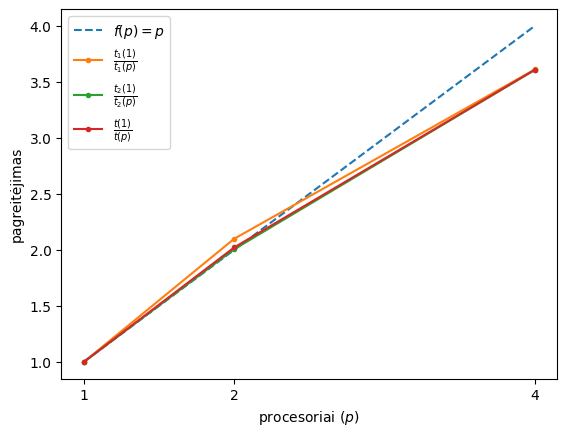 4.0
3.5
3.0
2.5
2.0
1.5
1.0
pagreitėjimas
f(p) = p
t₁(1)/t₁(p)
t₂(1)/t₂(p)
t(1)/t(p)
1 2 4
procesoriai (p)